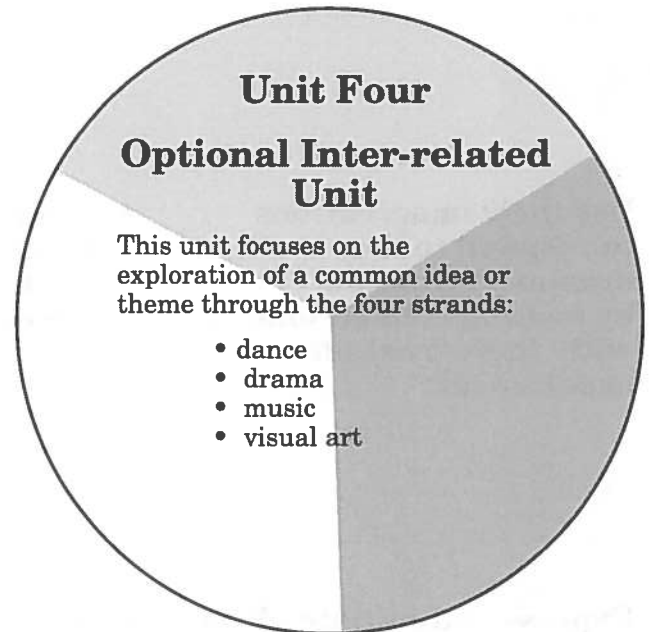 Unit Four
Optional Inter-related
Unit
This unit focuses on the
exploration of a common idea or
theme through the four strands:
• dance
• drama
• music
• visual art